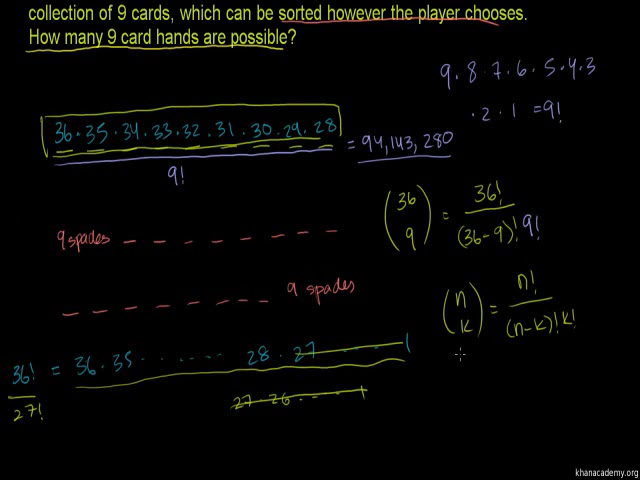 collection of 9 cards, which can be sorted however the player chooses.
How many 9 card hands are possible?
9 · 8 · 7 · 6 · 5 · 4 · 3
· 2 · 1 = 9!
36 · 35 · 34 · 33 · 32 · 31 · 30 · 29 · 28
9!
= 94,143,280
(36 9) = 36! / (36-9)! 9!
9 spades _ _ _ _ _ _ _ _
_ _ _ _ _ _ _ _ 9 spades
(n k) = n! / (n-k)! k!
36! / 27! = 36 · 35 · · · · · · · 28 · 27 · · · · 1
27 · 26 · · · · 1
khanacademy.org